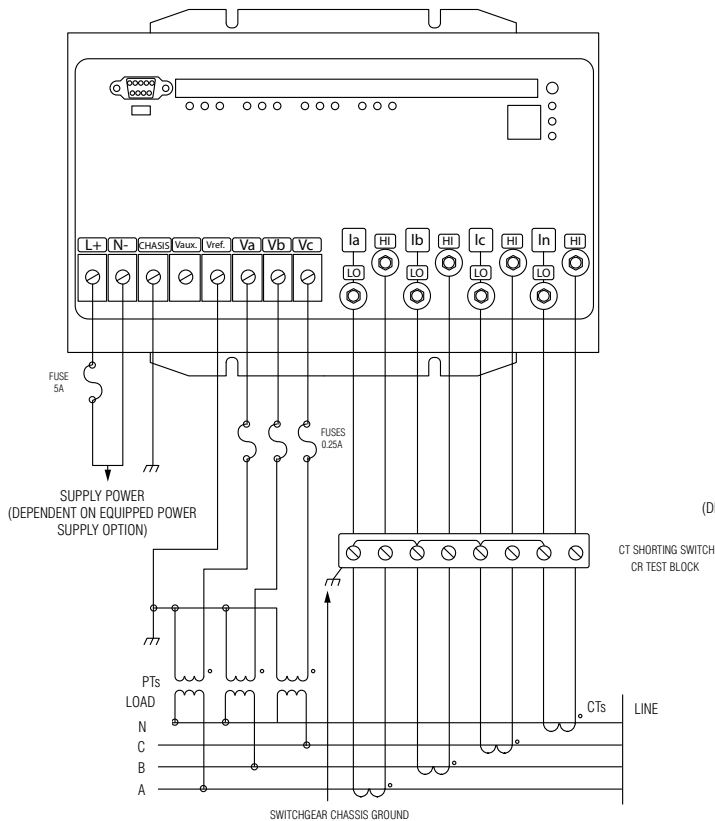 L+ N- CHASIS Vaux. Vref. Va Vb Vc
Ia HI Ib HI Ic HI In HI
LO LO LO LO
FUSE
5A
FUSES
0.25A
SUPPLY POWER
(DEPENDENT ON EQUIPPED POWER
SUPPLY OPTION)
(D
CT SHORTING SWITCH
CR TEST BLOCK
PTs
LOAD
N
C
B
A
CTs
LINE
SWITCHGEAR CHASSIS GROUND